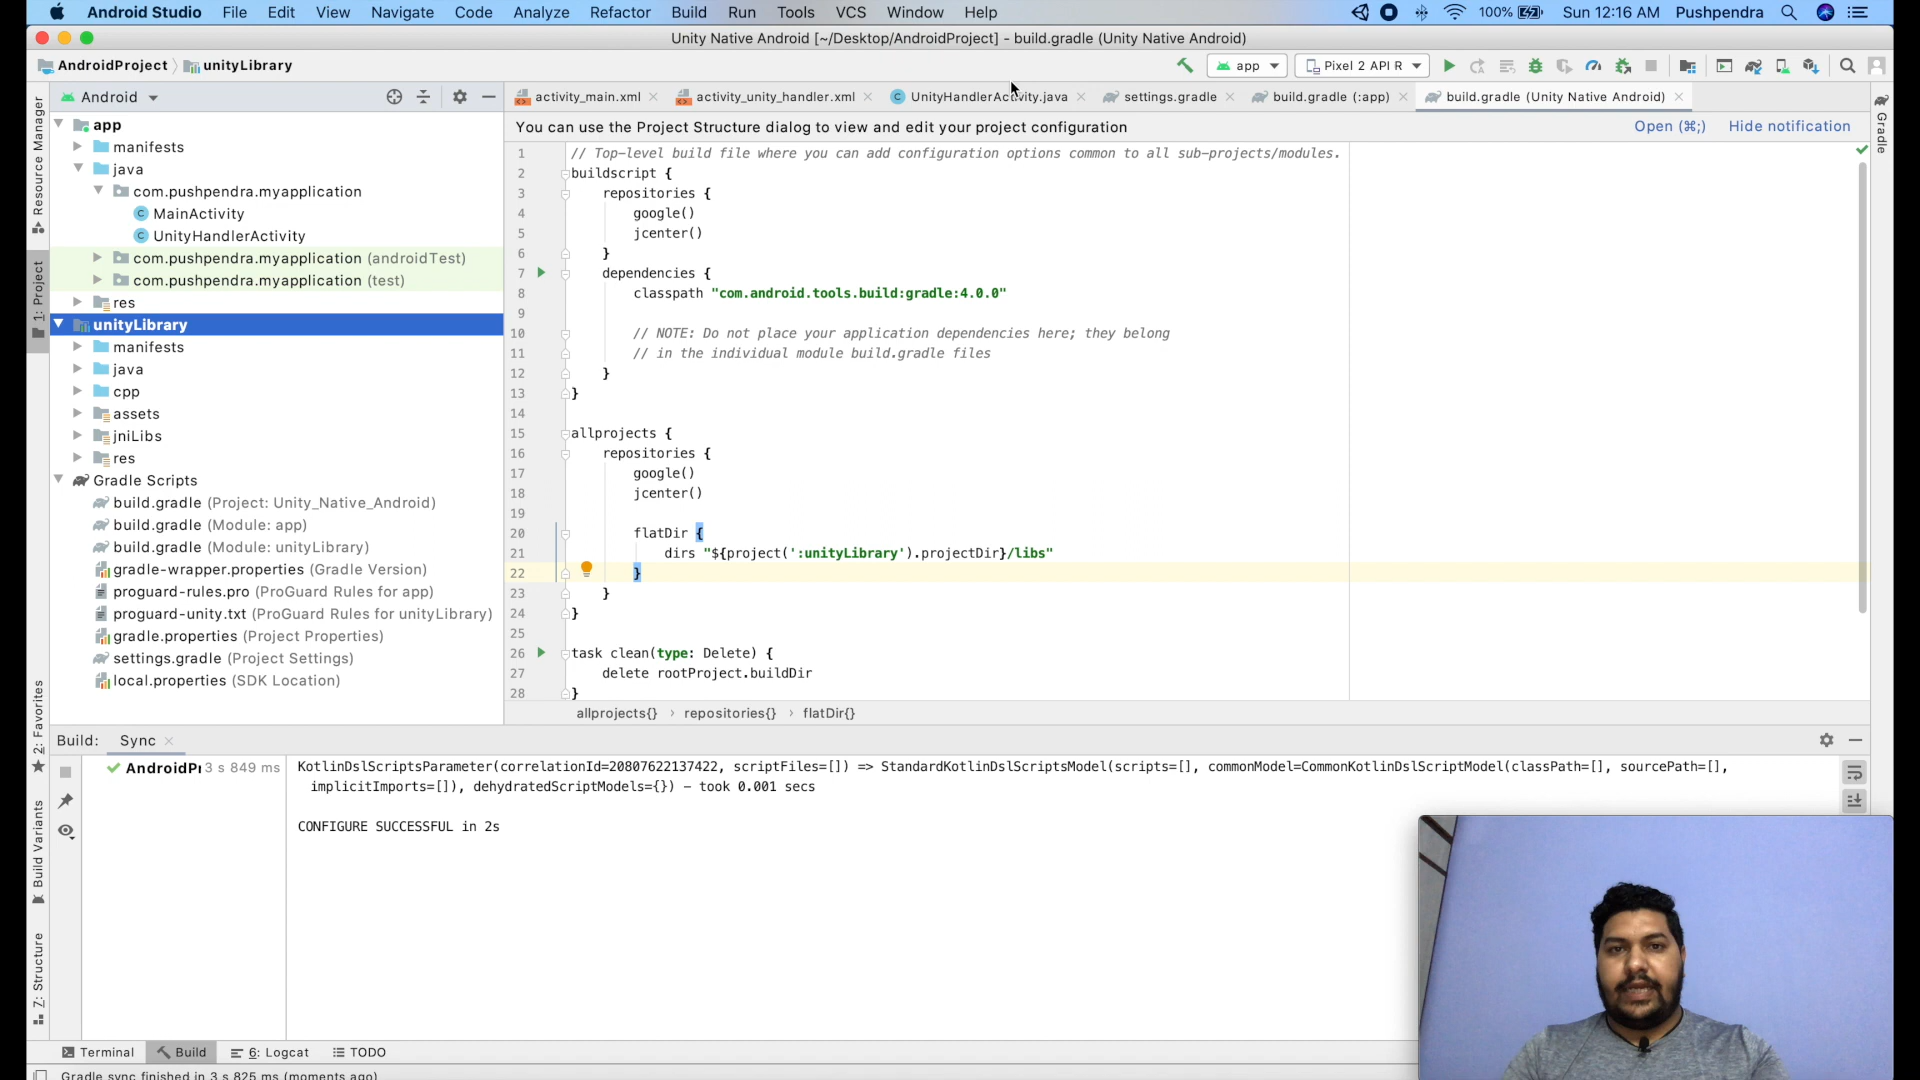 Android Studio File Edit View Navigate Code Analyze Refactor Build Run Tools VCS Window Help 100% Sun 12:16 AM Pushpendra
Unity Native Android [~/Desktop/AndroidProject] - build.gradle (Unity Native Android)
AndroidProject unityLibrary app Pixel 2 API R
Android activity_main.xml activity_unity_handler.xml UnityHandlerActivity.java settings.gradle build.gradle (:app) build.gradle (Unity Native Android)
You can use the Project Structure dialog to view and edit your project configuration Open (⌘;) Hide notification
Resource Manager
1: Project
2: Favorites
Build Variants
Z: Structure
Gradle
app
manifests
java
com.pushpendra.myapplication
MainActivity
UnityHandlerActivity
com.pushpendra.myapplication (androidTest)
com.pushpendra.myapplication (test)
res
unityLibrary
manifests
java
cpp
assets
jniLibs
res
Gradle Scripts
build.gradle (Project: Unity_Native_Android)
build.gradle (Module: app)
build.gradle (Module: unityLibrary)
gradle-wrapper.properties (Gradle Version)
proguard-rules.pro (ProGuard Rules for app)
proguard-unity.txt (ProGuard Rules for unityLibrary)
gradle.properties (Project Properties)
settings.gradle (Project Settings)
local.properties (SDK Location)
1 // Top-level build file where you can add configuration options common to all sub-projects/modules.
2 buildscript {
3 repositories {
4 google()
5 jcenter()
6 }
7 dependencies {
8 classpath "com.android.tools.build:gradle:4.0.0"
9
10 // NOTE: Do not place your application dependencies here; they belong
11 // in the individual module build.gradle files
12 }
13 }
14
15 allprojects {
16 repositories {
17 google()
18 jcenter()
19
20 flatDir {
21 dirs "${project(':unityLibrary').projectDir}/libs"
22 }
23 }
24 }
25
26 task clean(type: Delete) {
27 delete rootProject.buildDir
28 }
allprojects{} › repositories{} › flatDir{}
Build: Sync
AndroidPr 3 s 849 ms
KotlinDslScriptsParameter(correlationId=20807622137422, scriptFiles=[]) => StandardKotlinDslScriptsModel(scripts=[], commonModel=CommonKotlinDslScriptModel(classPath=[], sourcePath=[],
implicitImports=[]), dehydratedScriptModels={}) – took 0.001 secs
CONFIGURE SUCCESSFUL in 2s
Terminal Build 6: Logcat TODO
Gradle sync finished in 3 s 825 ms (moments ago)